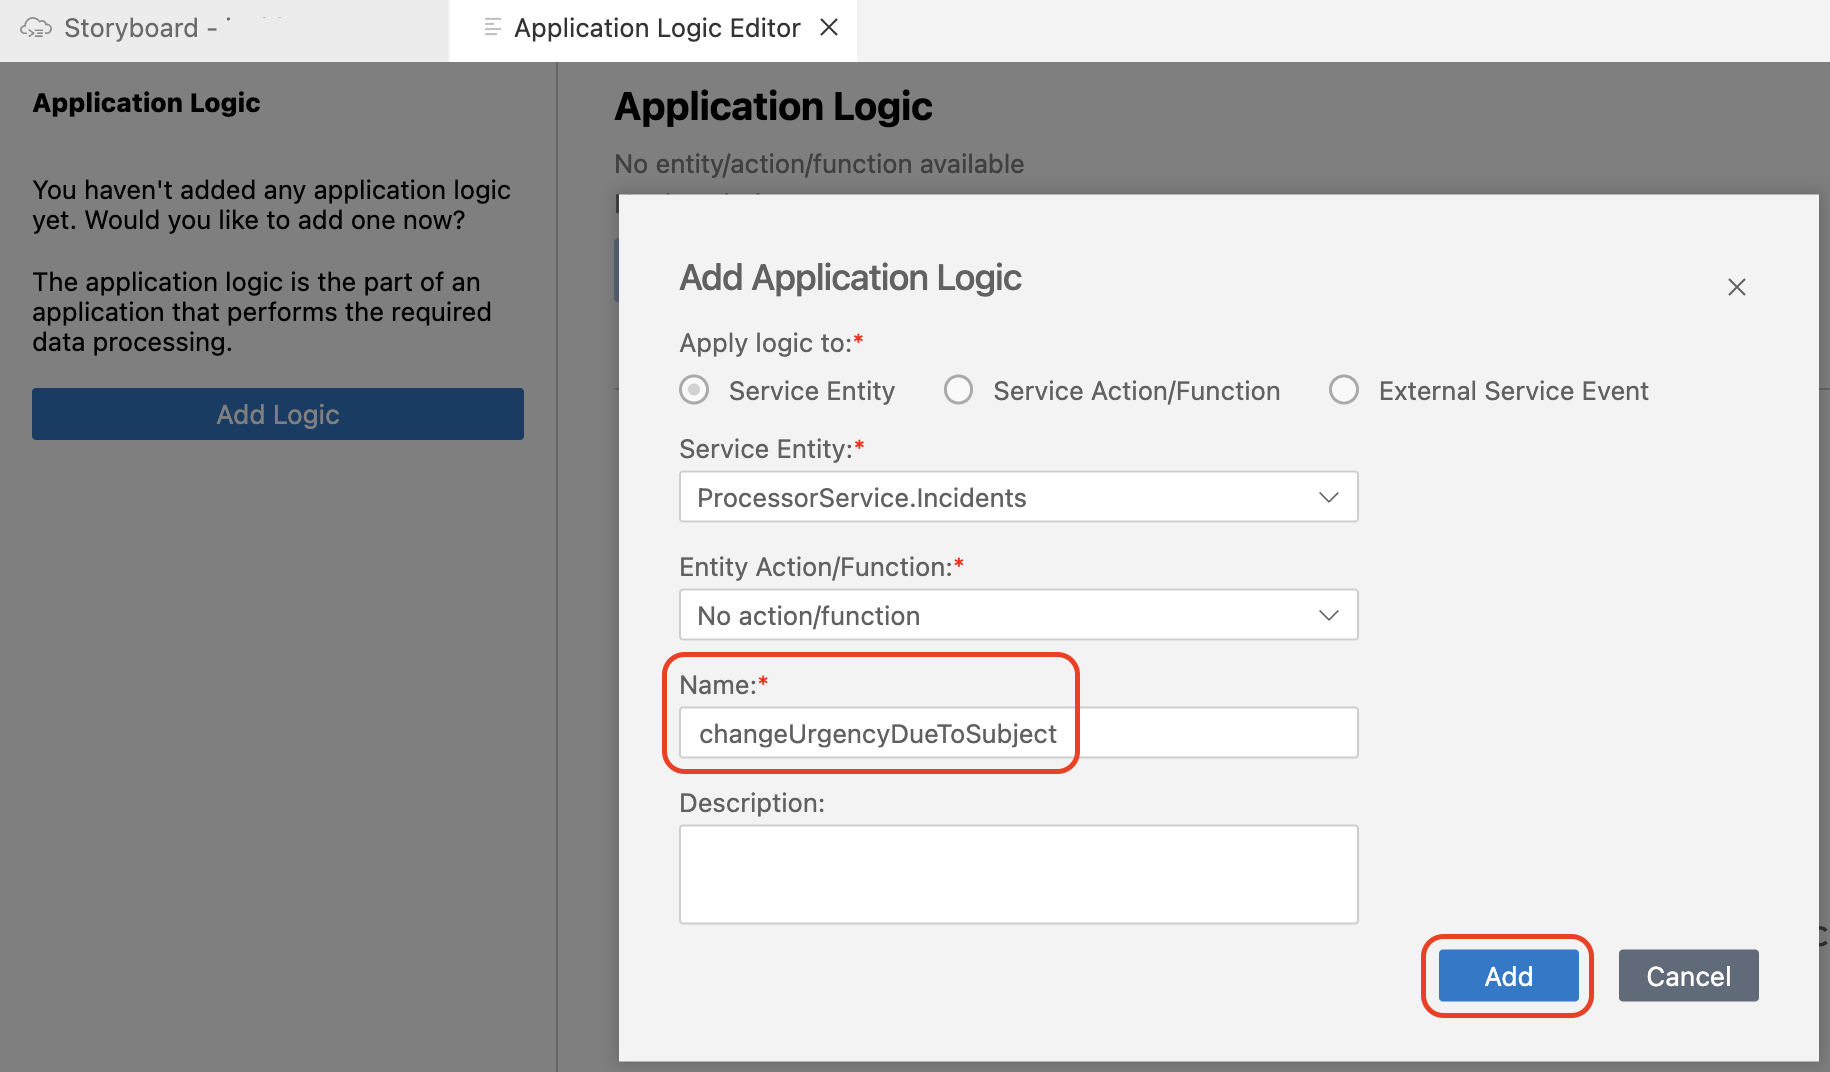 Storyboard -
Application Logic Editor
Application Logic
You haven't added any application logic
yet. Would you like to add one now?
The application logic is the part of an
application that performs the required
data processing.
Add Logic
Application Logic
No entity/action/function available
Add Application Logic
Apply logic to:*
Service Entity
Service Action/Function
External Service Event
Service Entity:*
ProcessorService.Incidents
Entity Action/Function:*
No action/function
Name:*
changeUrgencyDueToSubject
Description:
Add
Cancel